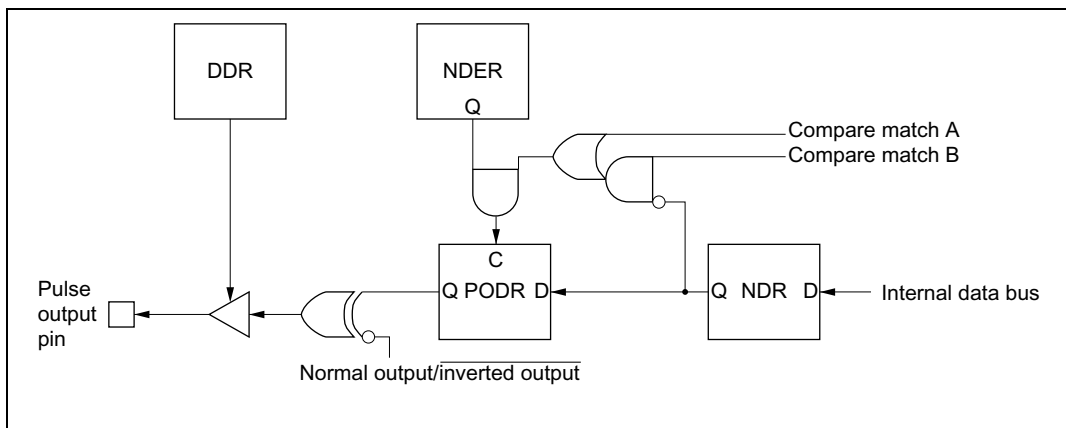 DDR
NDER
Q
Compare match A
Compare match B
C
Q PODR D
Q NDR D
Internal data bus
Pulse
output
pin
Normal output/inverted output